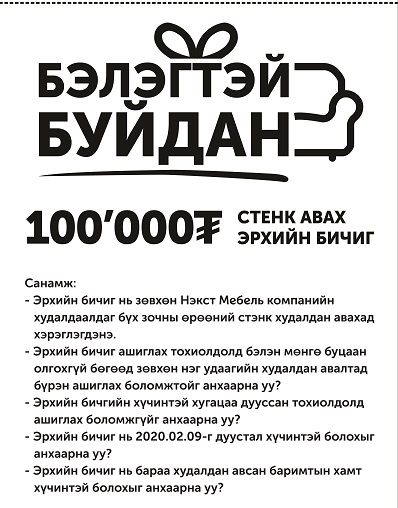 БЭЛЭГТЭЙ
БУЙДАН
100'000₮
СТЕНК АВАХ
ЭРХИЙН БИЧИГ
Санамж:
- Эрхийн бичиг нь зөвхөн Нэкст Мебель компанийн
худалдаалдаг бүх зочны өрөөний стэнк худалдан авахад
хэрэглэгдэнэ.
- Эрхийн бичиг ашиглах тохиолдолд бэлэн мөнгө буцаан
олгохгүй бөгөөд зөвхөн нэг удаагийн худалдан авалтад
бүрэн ашиглах боломжтойг анхаарна уу?
- Эрхийн бичгийн хүчинтэй хугацаа дууссан тохиолдолд
ашиглах боломжгүйг анхаарна уу?
- Эрхийн бичиг нь 2020.02.09-г дуустал хүчинтэй болохыг
анхаарна уу?
- Эрхийн бичиг нь бараа худалдан авсан баримтын хамт
хүчинтэй болохыг анхаарна уу?